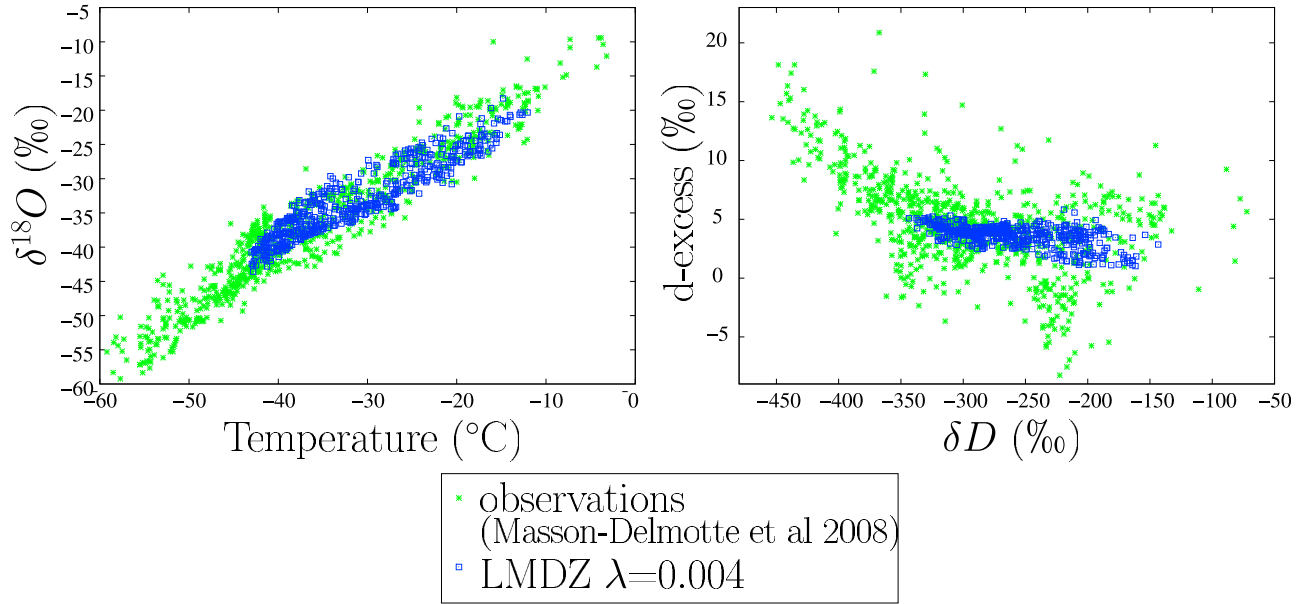 −5
−10
−15
−20
−25
−30
−35
−40
−45
−50
−55
−60
δ18O (‰)
−60 −50 −40 −30 −20 −10 0
Temperature (°C)
20
15
10
5
0
−5
d-excess (‰)
−450 −400 −350 −300 −250 −200 −150 −100 −50
δD (‰)
observations
(Masson-Delmotte et al 2008)
LMDZ λ=0.004